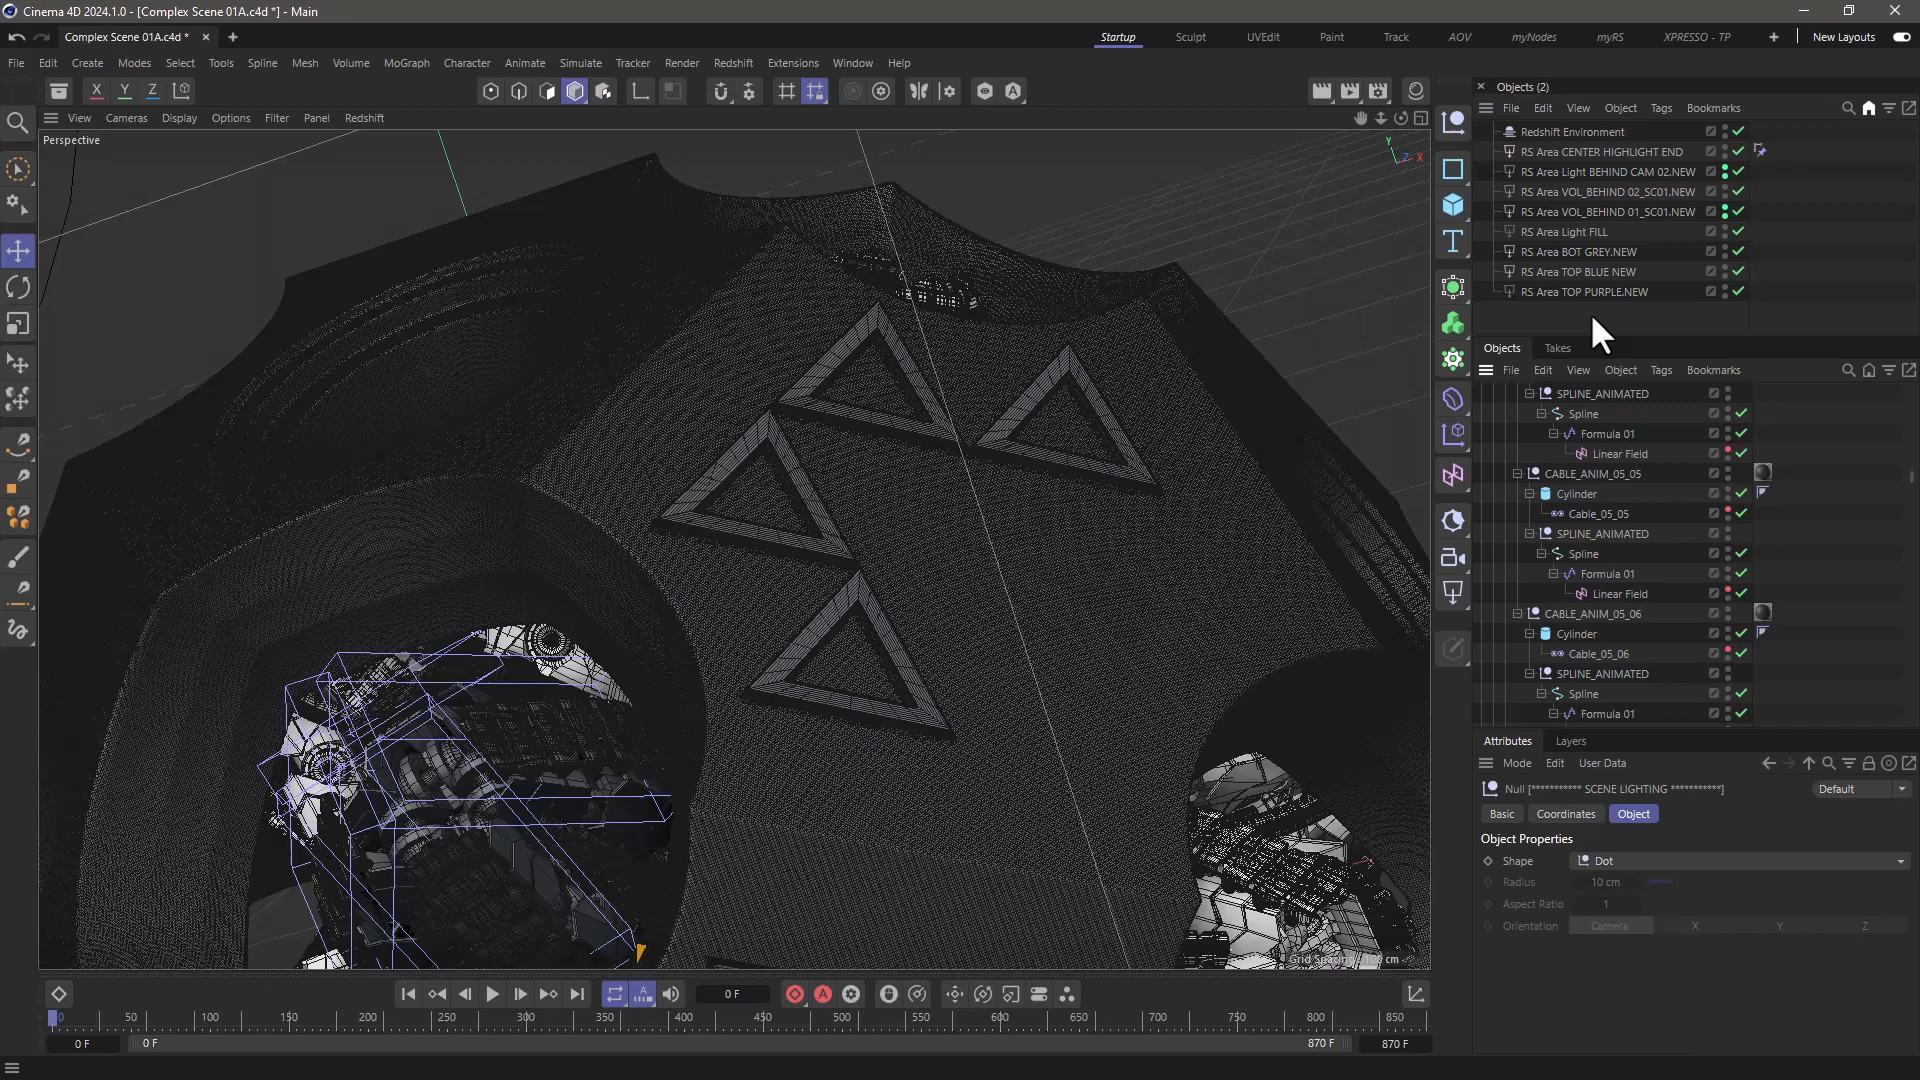 Cinema 4D 2024.1.0 - [Complex Scene 01A.c4d *] - Main
Complex Scene 01A.c4d *
Startup
Sculpt
UVEdit
Paint
Track
AOV
myNodes
myRS
XPRESSO - TP
New Layouts
File Edit Create Modes Select Tools Spline Mesh Volume MoGraph Character Animate Simulate Tracker Render Redshift Extensions Window Help
X Y Z
View Cameras Display Options Filter Panel Redshift
Perspective
Y
Z X
Grid Spacing : 100 cm
Objects (2)
File Edit View Object Tags Bookmarks
Redshift Environment
RS Area CENTER HIGHLIGHT END
RS Area Light BEHIND CAM 02.NEW
RS Area VOL_BEHIND 02_SC01.NEW
RS Area VOL_BEHIND 01_SC01.NEW
RS Area Light FILL
RS Area BOT GREY.NEW
RS Area TOP BLUE NEW
RS Area TOP PURPLE.NEW
Objects Takes
File Edit View Object Tags Bookmarks
SPLINE_ANIMATED
Spline
Formula 01
Linear Field
CABLE_ANIM_05_05
Cylinder
Cable_05_05
SPLINE_ANIMATED
Spline
Formula 01
Linear Field
CABLE_ANIM_05_06
Cylinder
Cable_05_06
SPLINE_ANIMATED
Spline
Formula 01
Attributes Layers
Mode Edit User Data
Null [*********** SCENE LIGHTING ***********]
Default
Basic Coordinates Object
Object Properties
Shape Dot
Radius 10 cm
Aspect Ratio 1
Orientation Camera X Y Z
0 F
0 50 100 150 200 250 300 350 400 450 500 550 600 650 700 750 800 850
0 F 0 F 870 F 870 F